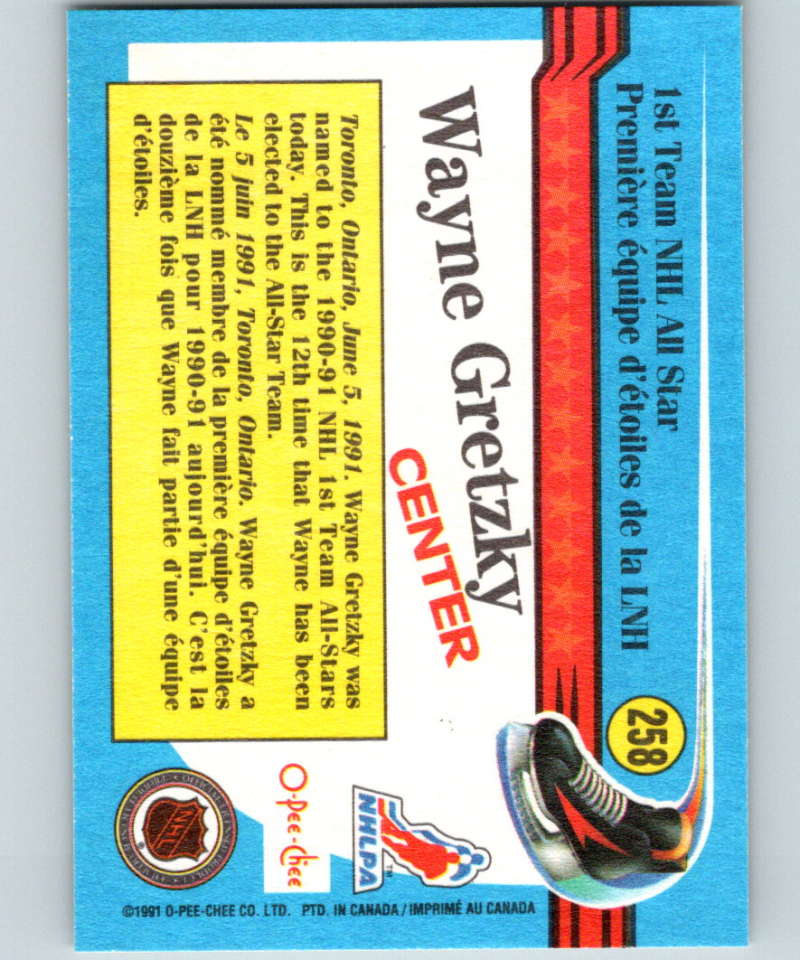 1st Team NHL All Star
Première équipe d'étoiles de la LNH
258
Wayne Gretzky
CENTER
Toronto, Ontario, June 5, 1991. Wayne Gretzky was
named to the 1990-91 NHL 1st Team All-Stars
today. This is the 12th time that Wayne has been
elected to the All-Star Team.
Le 5 juin 1991, Toronto, Ontario. Wayne Gretzky a
été nommé membre de la première équipe d'étoiles
de la LNH pour 1990-91 aujourd'hui. C'est la
douzième fois que Wayne fait partie d'une équipe
d'étoiles.
NHLPA
TM
O-Pee-Chee
NHL
©1991 O-PEE-CHEE CO. LTD. PTD. IN CANADA / IMPRIMÉ AU CANADA